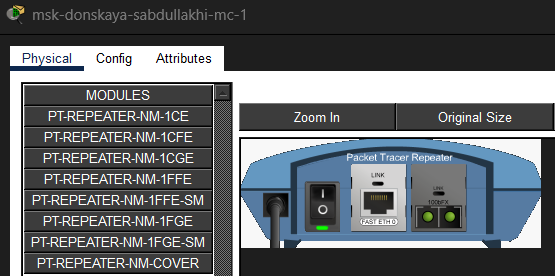 msk-donskaya-sabdullakhi-mc-1
Physical Config Attributes
MODULES
PT-REPEATER-NM-1CE
PT-REPEATER-NM-1CFE
PT-REPEATER-NM-1CGE
PT-REPEATER-NM-1FFE
PT-REPEATER-NM-1FFE-SM
PT-REPEATER-NM-1FGE
PT-REPEATER-NM-1FGE-SM
PT-REPEATER-NM-COVER
Zoom In Original Size
Packet Tracer Repeater
LINK
LINK
100bFX
FAST ETH 0